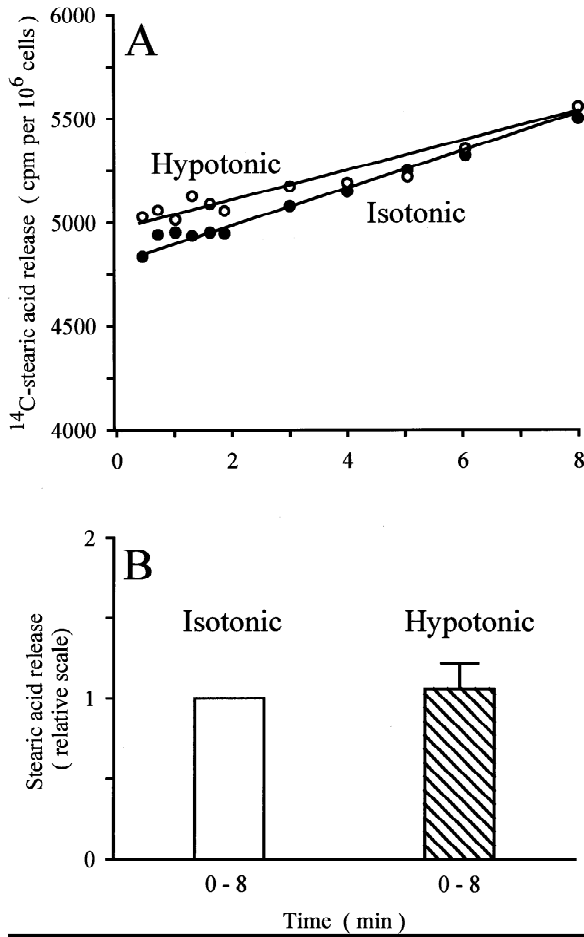 6000
A
5500
Hypotonic
5000
Isotonic
4500
4000
¹⁴C-stearic acid release ( cpm per 10⁶ cells )
0 2 4 6 8
2
B
Isotonic Hypotonic
1
0
Stearic acid release
( relative scale)
0 - 8 0 - 8
Time ( min )